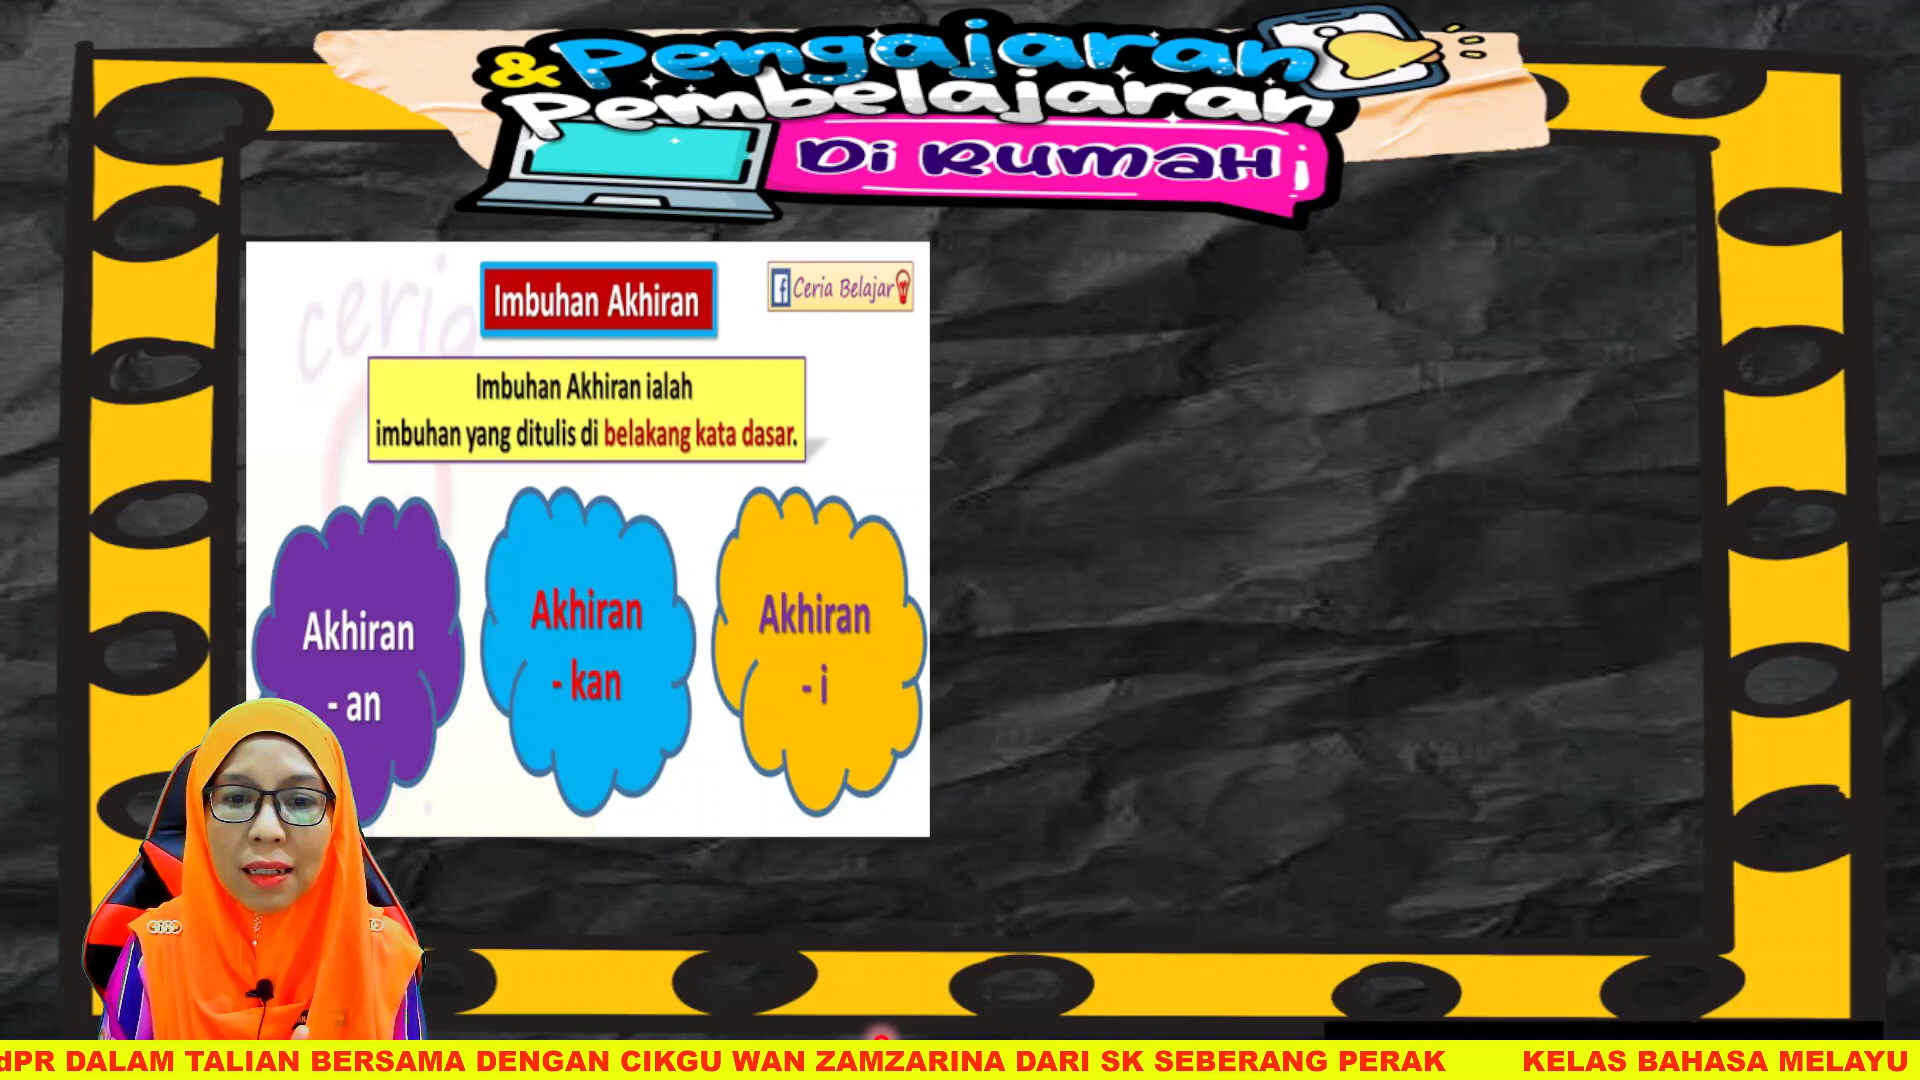 & Pengajaran
Pembelajaran
Di Rumah
ceria
Imbuhan Akhiran
f Ceria Belajar
Imbuhan Akhiran ialah
imbuhan yang ditulis di belakang kata dasar.
Akhiran
- an
Akhiran
- kan
Akhiran
- i
dPR DALAM TALIAN BERSAMA DENGAN CIKGU WAN ZAMZARINA DARI SK SEBERANG PERAK KELAS BAHASA MELAYU